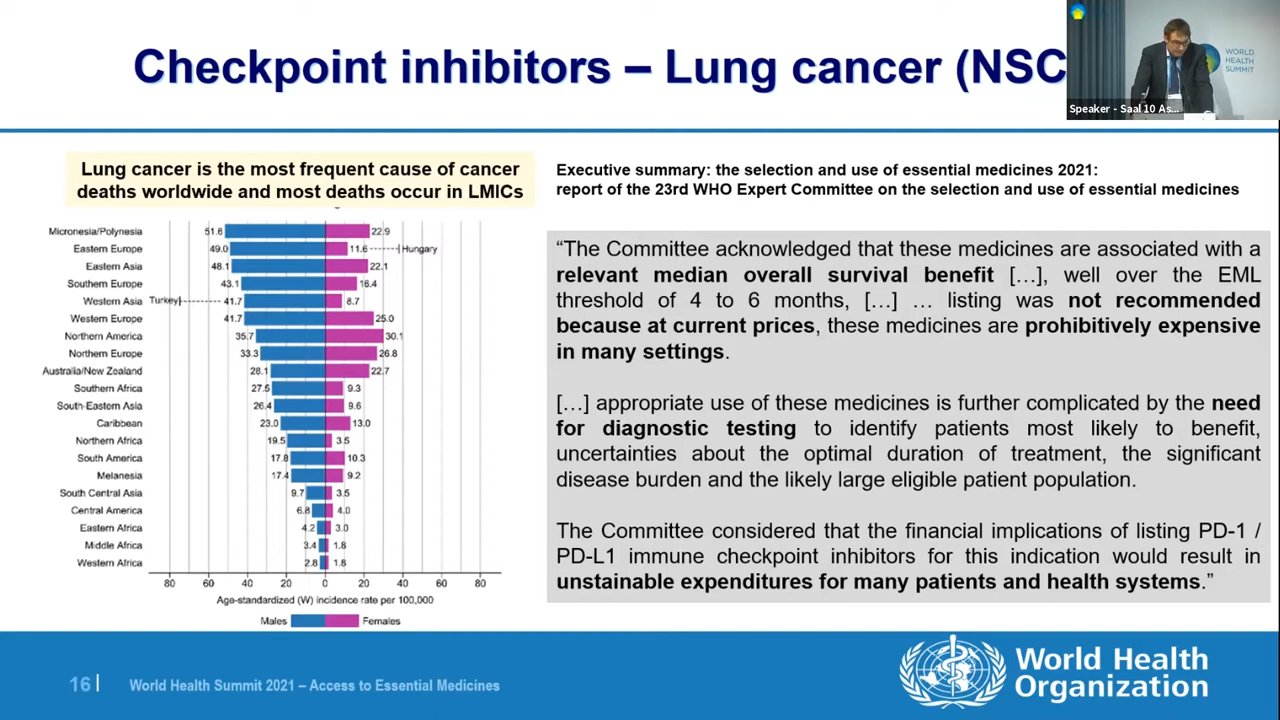 Checkpoint inhibitors – Lung cancer (NSC
WORLD
HEALTH
SUMMIT
Speaker - Saal 10 As...
Lung cancer is the most frequent cause of cancer
deaths worldwide and most deaths occur in LMICs
Executive summary: the selection and use of essential medicines 2021:
report of the 23rd WHO Expert Committee on the selection and use of essential medicines
Micronesia/Polynesia 51.6 22.9
Eastern Europe 49.0 11.6 Hungary
Eastern Asia 48.1 22.1
Southern Europe 43.1 16.4
Western Asia Turkey 41.7 8.7
Western Europe 41.7 25.0
Northern America 35.7 30.1
Northern Europe 33.3 26.8
Australia/New Zealand 28.1 22.7
Southern Africa 27.5 9.3
South-Eastern Asia 26.4 9.6
Caribbean 23.0 13.0
Northern Africa 19.5 3.5
South America 17.8 10.3
Melanesia 17.4 9.2
South Central Asia 9.7 3.5
Central America 6.8 4.0
Eastern Africa 4.2 3.0
Middle Africa 3.4 1.8
Western Africa 2.8 1.8
80 60 40 20 0 20 40 60 80
Age-standardized (W) incidence rate per 100,000
Males Females
“The Committee acknowledged that these medicines are associated with a
relevant median overall survival benefit […], well over the EML
threshold of 4 to 6 months, […] … listing was not recommended
because at current prices, these medicines are prohibitively expensive
in many settings.
[…] appropriate use of these medicines is further complicated by the need
for diagnostic testing to identify patients most likely to benefit,
uncertainties about the optimal duration of treatment, the significant
disease burden and the likely large eligible patient population.
The Committee considered that the financial implications of listing PD-1 /
PD-L1 immune checkpoint inhibitors for this indication would result in
unstainable expenditures for many patients and health systems.”
16 | World Health Summit 2021 – Access to Essential Medicines
World Health
Organization